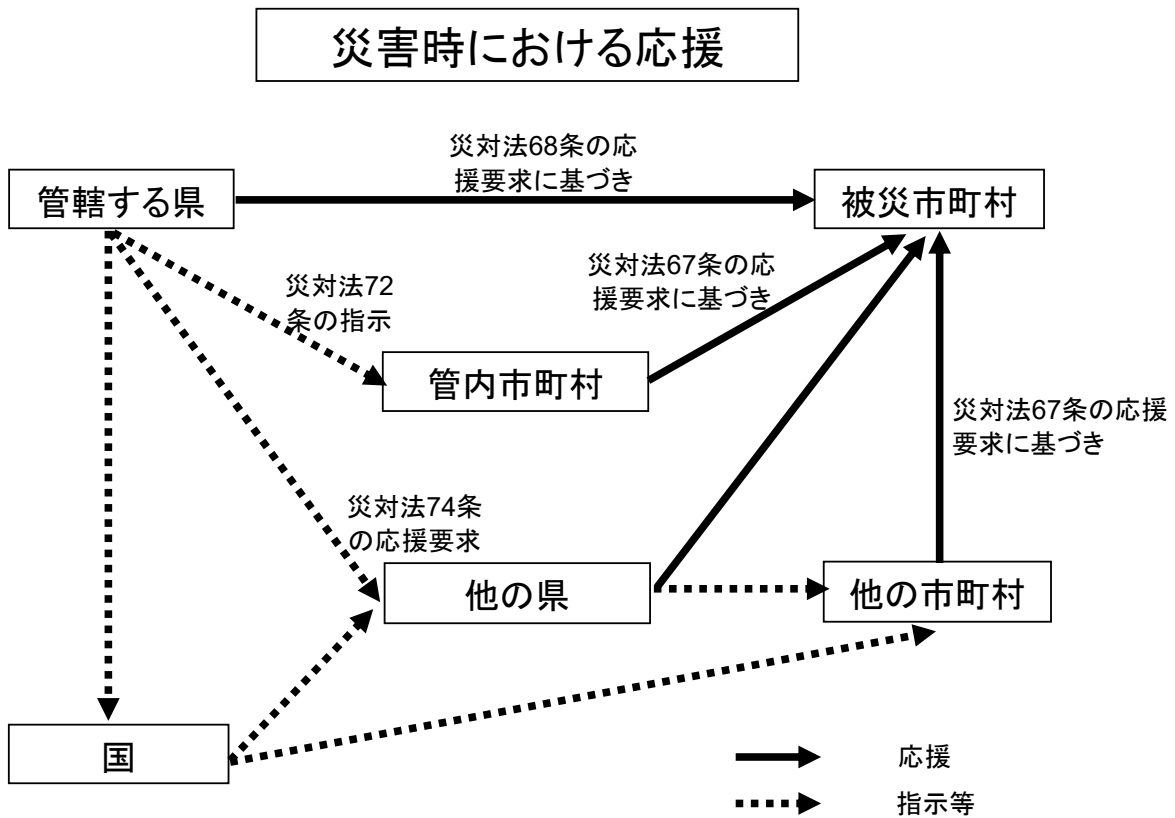 災害時における応援
災対法68条の応
援要求に基づき
管轄する県
被災市町村
災対法67条の応
援要求に基づき
災対法72
条の指示
管内市町村
災対法67条の応援
要求に基づき
災対法74条
の応援要求
他の県
他の市町村
国
応援
指示等